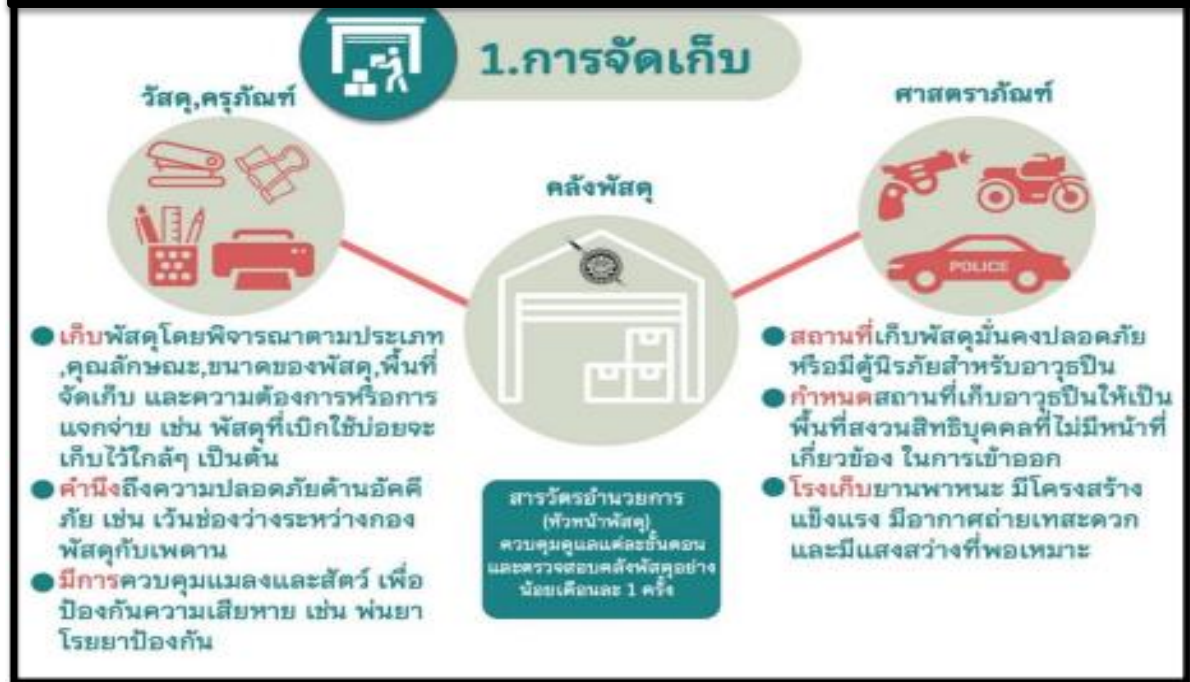 1.การจัดเก็บ
วัสดุ,ครุภัณฑ์
เก็บพัสดุโดยพิจารณาตามประเภท
,คุณลักษณะ,ขนาดของพัสดุ,พื้นที่
จัดเก็บ และความต้องการหรือการ
แจกจ่าย เช่น พัสดุที่เบิกใช้บ่อยจะ
เก็บไว้ใกล้ๆ เป็นต้น
คำนึงถึงความปลอดภัยด้านอัคคี
ภัย เช่น เว้นช่องว่างระหว่างกอง
พัสดุกับเพดาน
มีการควบคุมแมลงและสัตว์ เพื่อ
ป้องกันความเสียหาย เช่น พ่นยา
โรยยาป้องกัน
คลังพัสดุ
สารวัตรอำนวยการ
(หัวหน้าพัสดุ)
ควบคุมดูแลแต่ละขั้นตอน
และตรวจสอบคลังพัสดุอย่าง
น้อยเดือนละ 1 ครั้ง
ศาสตราภัณฑ์
POLICE
สถานที่เก็บพัสดุมั่นคงปลอดภัย
หรือมีตู้นิรภัยสำหรับอาวุธปืน
กำหนดสถานที่เก็บอาวุธปืนให้เป็น
พื้นที่สงวนสิทธิบุคคลที่ไม่มีหน้าที่
เกี่ยวข้อง ในการเข้าออก
โรงเก็บยานพาหนะ มีโครงสร้าง
แข็งแรง มีอากาศถ่ายเทสะดวก
และมีแสงสว่างที่พอเหมาะ